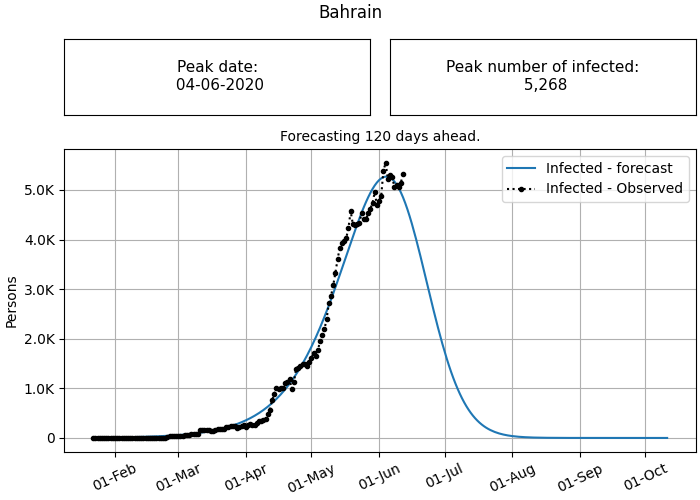 Bahrain
Peak date:
04-06-2020
Peak number of infected:
5,268
Forecasting 120 days ahead.
Infected - forecast
Infected - Observed
Persons
5.0K
4.0K
3.0K
2.0K
1.0K
0
01-Feb
01-Mar
01-Apr
01-May
01-Jun
01-Jul
01-Aug
01-Sep
01-Oct